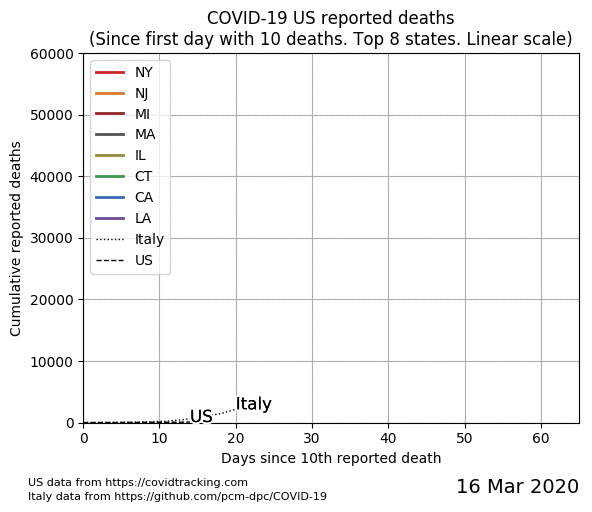 COVID-19 US reported deaths
(Since first day with 10 deaths. Top 8 states. Linear scale)
60000
50000
40000
30000
20000
10000
0
Cumulative reported deaths
NY
NJ
MI
MA
IL
CT
CA
LA
Italy
US
US
Italy
0 10 20 30 40 50 60
Days since 10th reported death
US data from https://covidtracking.com
Italy data from https://github.com/pcm-dpc/COVID-19
16 Mar 2020